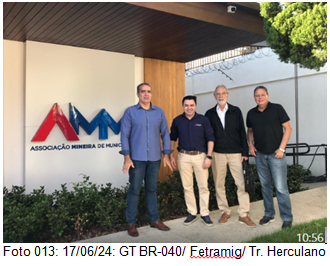 AMM
ASSOCIAÇÃO MINEIRA DE MUNIC
10:56
Foto 013: 17/06/24: GT BR-040/ Fetramig/ Tr. Herculano